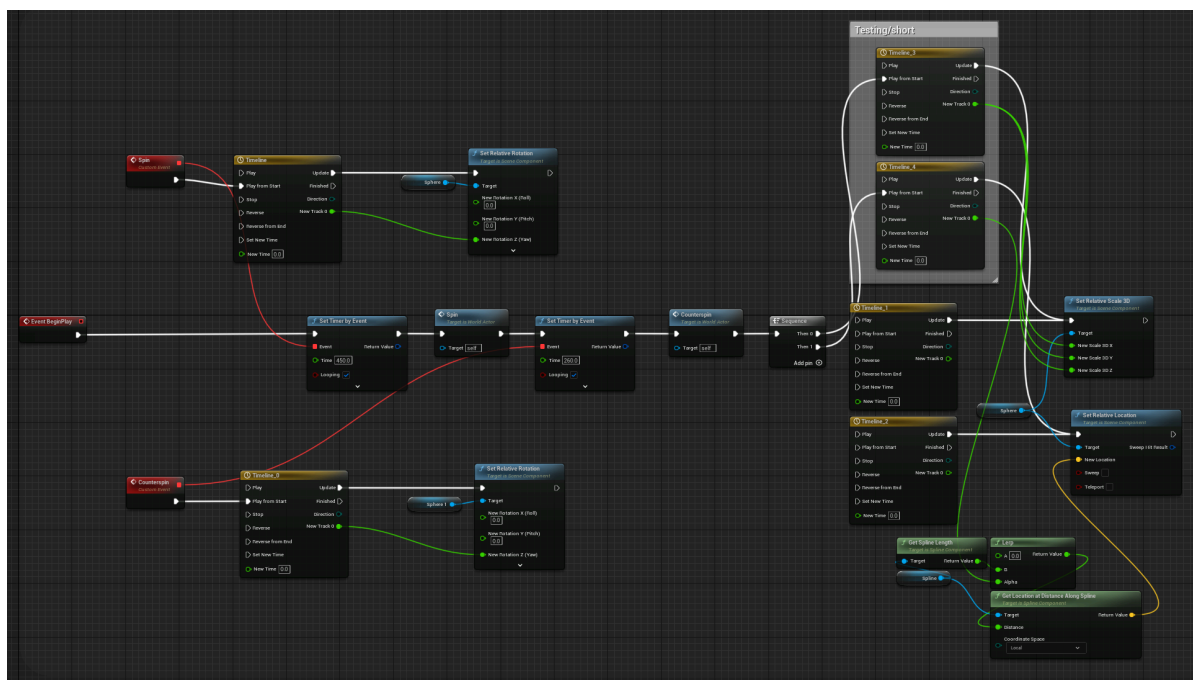 Testing/short
Timeline_3
Play
Update
Play from Start
Finished
Stop
Direction
Reverse
New Track 0
Reverse from End
Set New Time
New Time 0.0
Timeline_4
Play
Update
Play from Start
Finished
Stop
Direction
Reverse
New Track 0
Reverse from End
Set New Time
New Time 0.0
Spin
Custom Event
Timeline
Play
Update
Play from Start
Finished
Stop
Direction
Reverse
New Track 0
Reverse from End
Set New Time
New Time 0.0
Sphere
Set Relative Rotation
Target is Scene Component
Target
New Rotation X (Roll)
0.0
New Rotation Y (Pitch)
0.0
New Rotation Z (Yaw)
Event BeginPlay
Set Timer by Event
Event
Return Value
Time 450.0
Looping
Spin
Target is World Actor
Target self
Set Timer by Event
Event
Return Value
Time 260.0
Looping
Counterspin
Target is World Actor
Target self
Sequence
Then 0
Then 1
Add pin
Timeline_1
Play
Update
Play from Start
Finished
Stop
Direction
Reverse
New Track 0
Reverse from End
Set New Time
New Time 0.0
Set Relative Scale 3D
Target is Scene Component
Target
New Scale 3D X
New Scale 3D Y
New Scale 3D Z
Sphere
Timeline_2
Play
Update
Play from Start
Finished
Stop
Direction
Reverse
New Track 0
Reverse from End
Set New Time
New Time 0.0
Set Relative Location
Target is Scene Component
Target
Sweep Hit Result
New Location
Sweep
Teleport
Counterspin
Custom Event
Timeline_0
Play
Update
Play from Start
Finished
Stop
Direction
Reverse
New Track 0
Reverse from End
Set New Time
New Time 0.0
Sphere 1
Set Relative Rotation
Target is Scene Component
Target
New Rotation X (Roll)
0.0
New Rotation Y (Pitch)
0.0
New Rotation Z (Yaw)
Get Spline Length
Target is Spline Component
Target
Return Value
Spline
Lerp
A 0.0
Return Value
B
Alpha
Get Location at Distance Along Spline
Target is Spline Component
Target
Return Value
Distance
Coordinate Space
Local